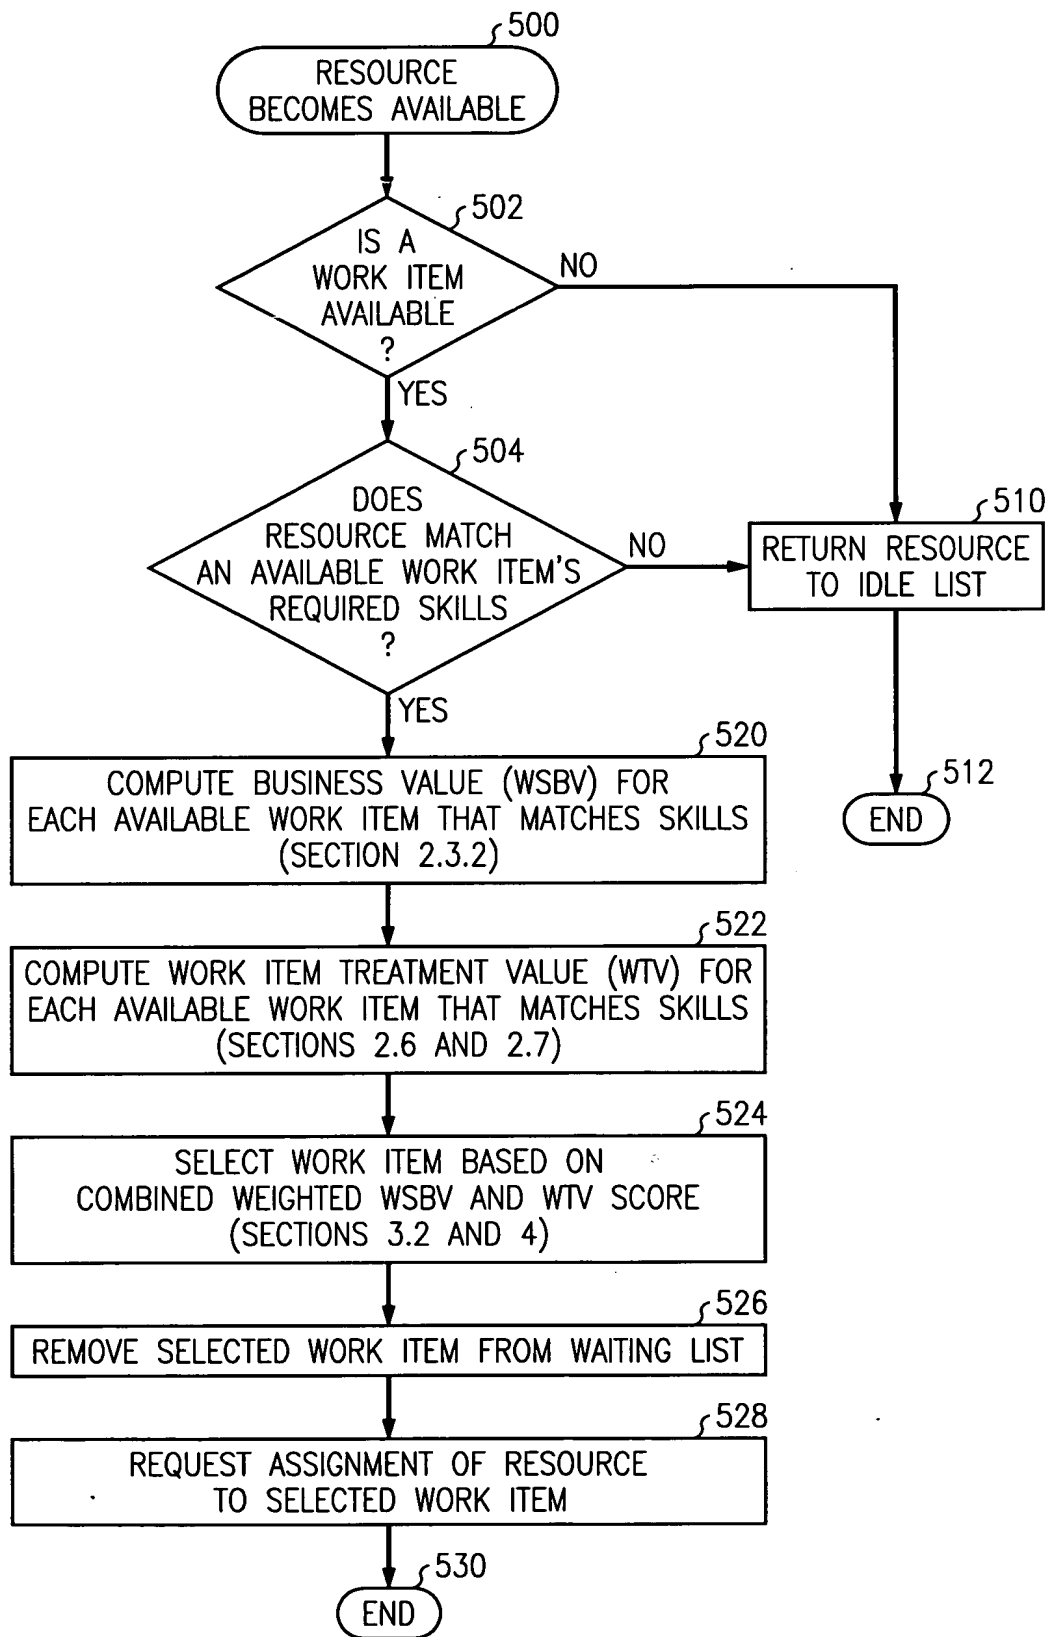 500
RESOURCE
BECOMES AVAILABLE
502
IS A
WORK ITEM
AVAILABLE
?
NO
YES
504
DOES
RESOURCE MATCH
AN AVAILABLE WORK ITEM'S
REQUIRED SKILLS
?
NO
510
RETURN RESOURCE
TO IDLE LIST
YES
512
END
520
COMPUTE BUSINESS VALUE (WSBV) FOR
EACH AVAILABLE WORK ITEM THAT MATCHES SKILLS
(SECTION 2.3.2)
522
COMPUTE WORK ITEM TREATMENT VALUE (WTV) FOR
EACH AVAILABLE WORK ITEM THAT MATCHES SKILLS
(SECTIONS 2.6 AND 2.7)
524
SELECT WORK ITEM BASED ON
COMBINED WEIGHTED WSBV AND WTV SCORE
(SECTIONS 3.2 AND 4)
526
REMOVE SELECTED WORK ITEM FROM WAITING LIST
528
REQUEST ASSIGNMENT OF RESOURCE
TO SELECTED WORK ITEM
530
END